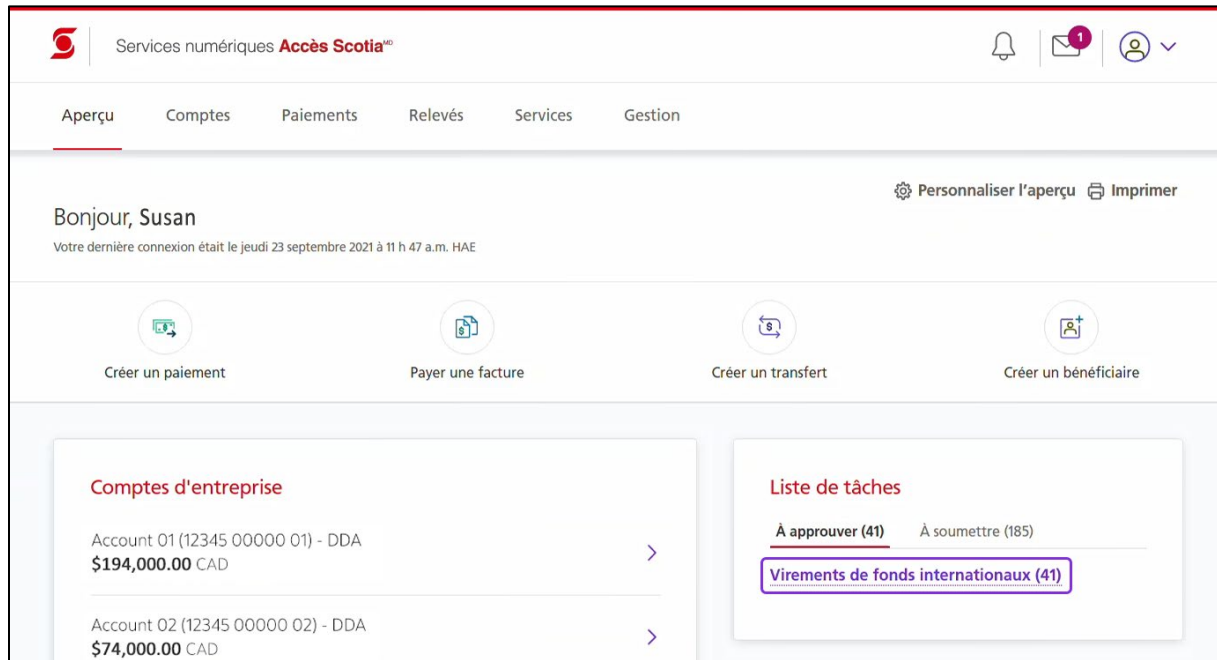 Services numériques Accès Scotia MD
1
Aperçu Comptes Paiements Relevés Services Gestion
Personnaliser l'aperçu Imprimer
Bonjour, Susan
Votre dernière connexion était le jeudi 23 septembre 2021 à 11 h 47 a.m. HAE
Créer un paiement Payer une facture Créer un transfert Créer un bénéficiaire
Comptes d'entreprise
Account 01 (12345 00000 01) - DDA
$194,000.00 CAD
Account 02 (12345 00000 02) - DDA
$74,000.00 CAD
Liste de tâches
À approuver (41) À soumettre (185)
Virements de fonds internationaux (41)